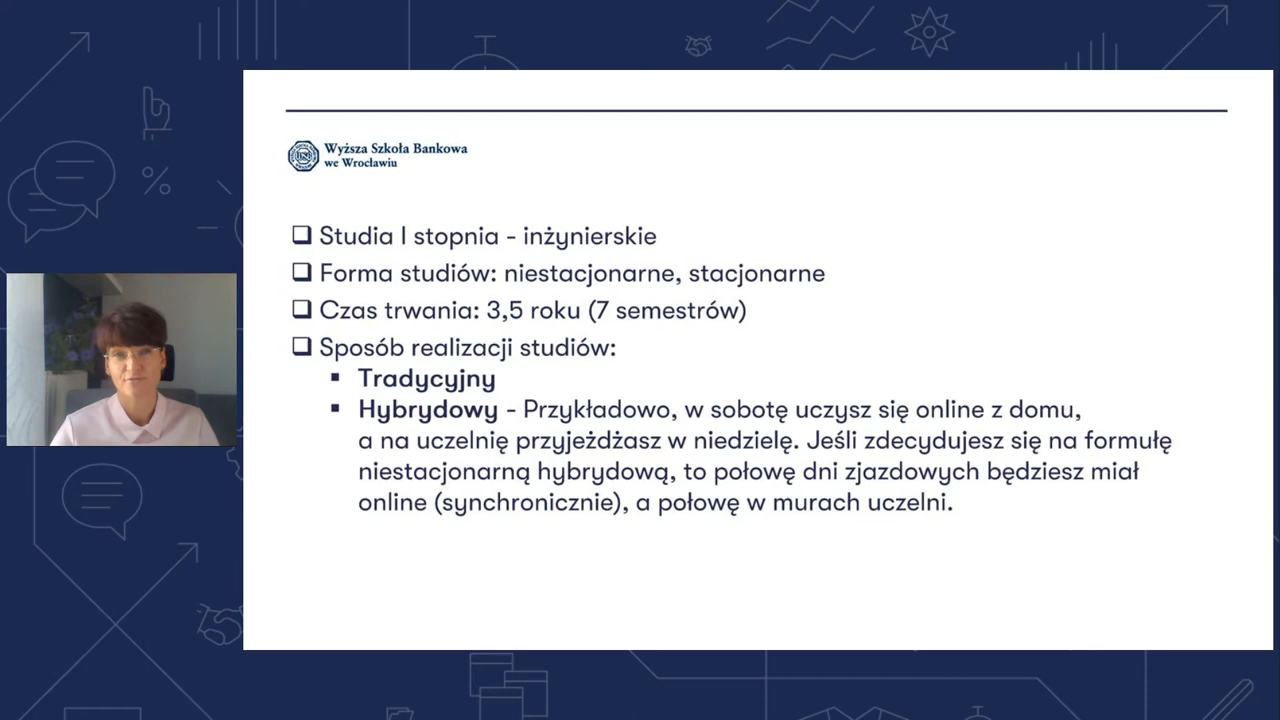 Wyższa Szkoła Bankowa
we Wrocławiu
Studia I stopnia - inżynierskie
Forma studiów: niestacjonarne, stacjonarne
Czas trwania: 3,5 roku (7 semestrów)
Sposób realizacji studiów:
Tradycyjny
Hybrydowy - Przykładowo, w sobotę uczysz się online z domu,
a na uczelnię przyjeżdżasz w niedzielę. Jeśli zdecydujesz się na formułę
niestacjonarną hybrydową, to połowę dni zjazdowych będziesz miał
online (synchronicznie), a połowę w murach uczelni.